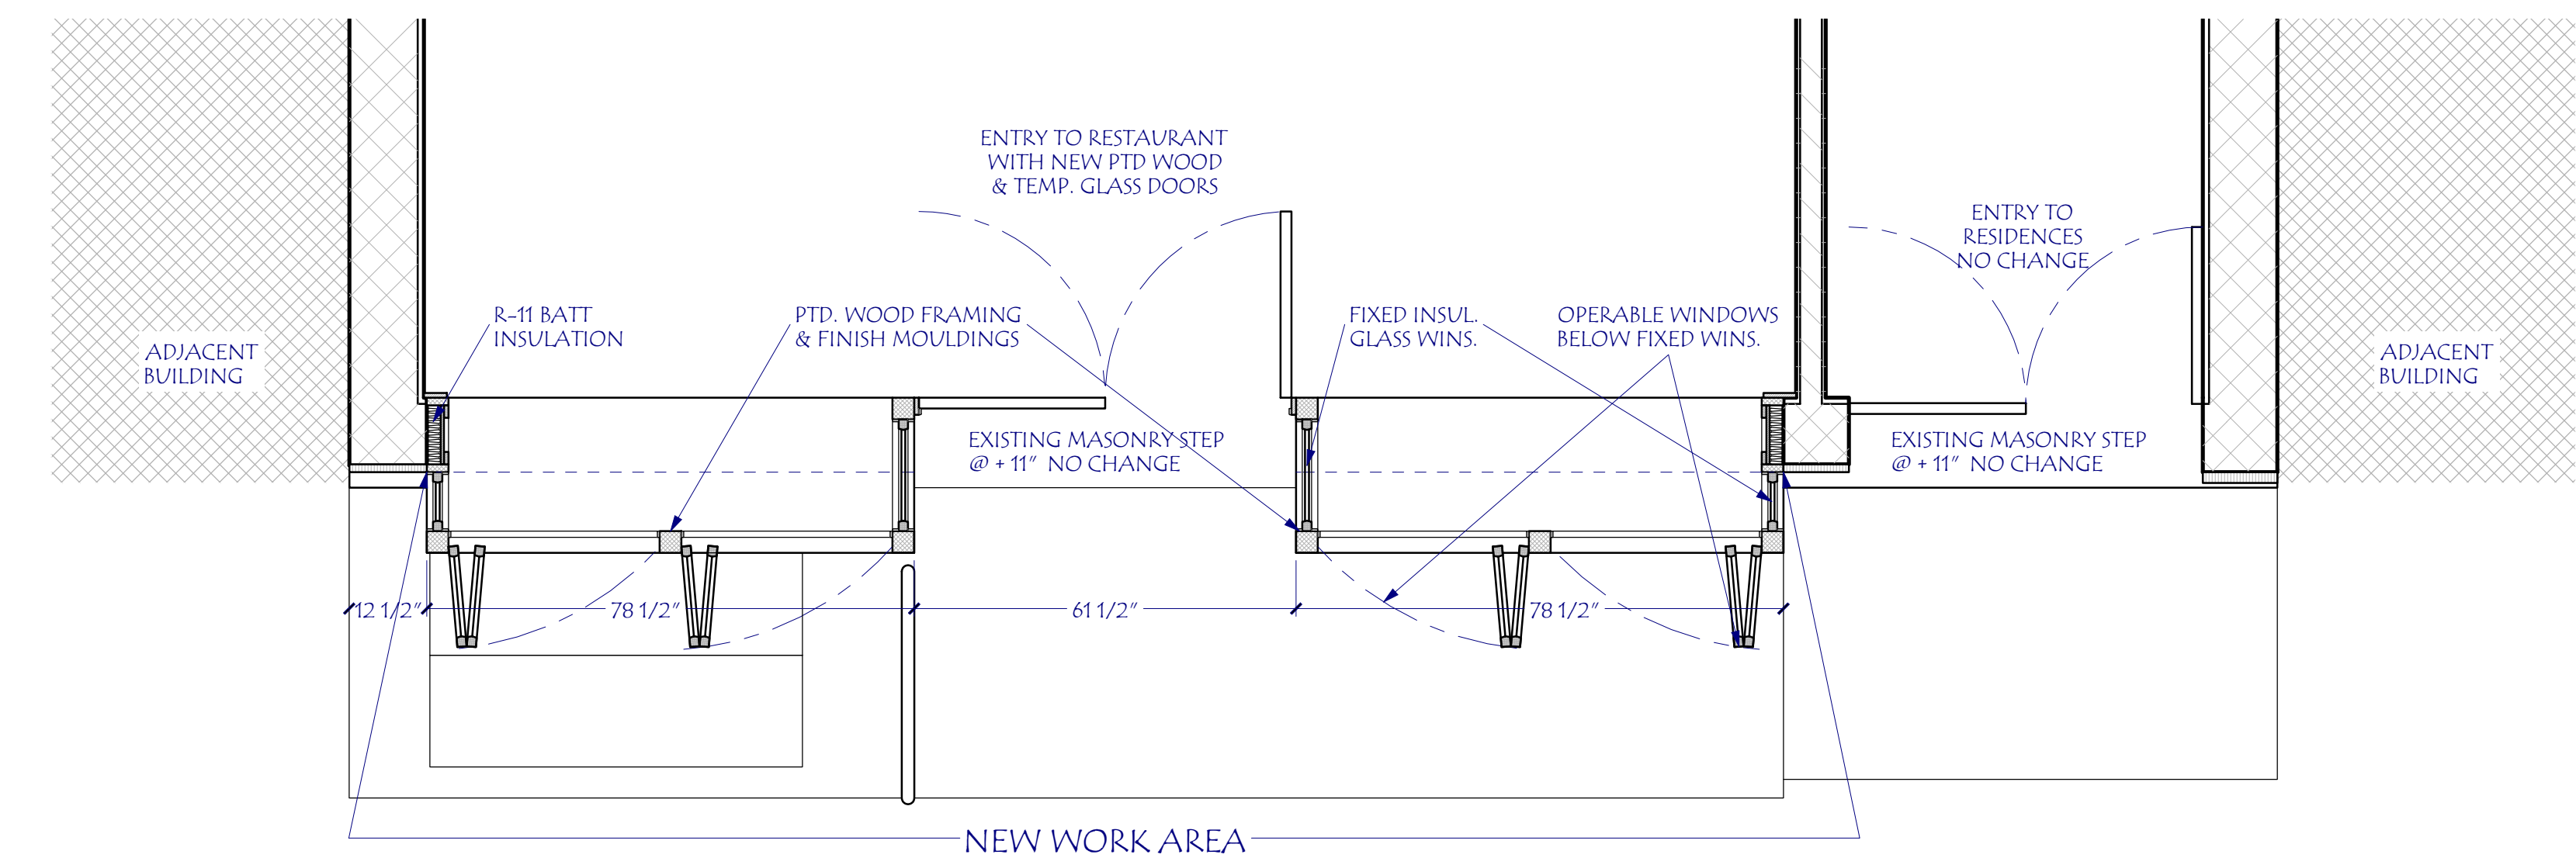 ENTRY TO RESTAURANT
WITH NEW PTD WOOD
& TEMP. GLASS DOORS
ENTRY TO
RESIDENCES
NO CHANGE
R-11 BATT
INSULATION
PTD. WOOD FRAMING
& FINISH MOULDINGS
FIXED INSUL.
GLASS WINS.
OPERABLE WINDOWS
BELOW FIXED WINS.
ADJACENT
BUILDING
ADJACENT
BUILDING
EXISTING MASONRY STEP
@ + 11" NO CHANGE
EXISTING MASONRY STEP
@ + 11" NO CHANGE
12 1/2"
78 1/2"
61 1/2"
78 1/2"
NEW WORK AREA